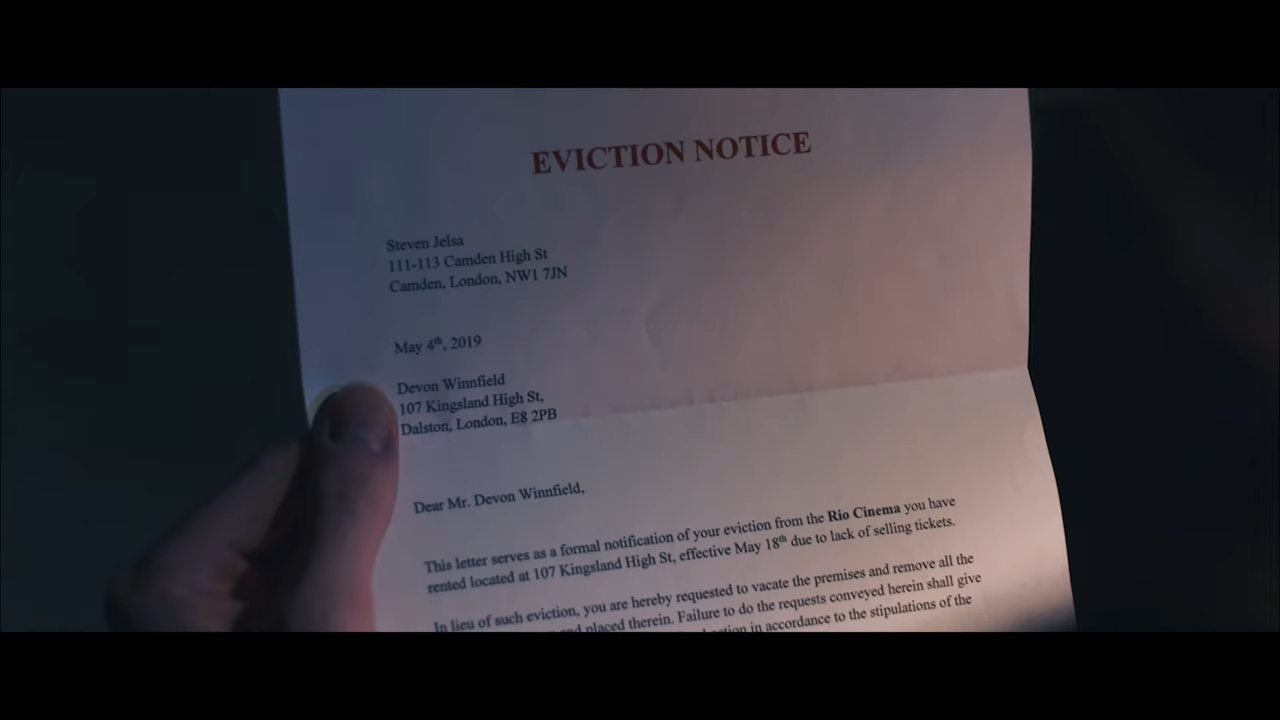 EVICTION NOTICE
Steven Jelsa
111-113 Camden High St
Camden, London, NW1 7JN
May 4th, 2019
Devon Winnfield
107 Kingsland High St,
Dalston, London, E8 2PB
Dear Mr. Devon Winnfield,
This letter serves as a formal notification of your eviction from the Rio Cinema you have
rented located at 107 Kingsland High St, effective May 18th due to lack of selling tickets.
In lieu of such eviction, you are hereby requested to vacate the premises and remove all the
and placed therein. Failure to do the requests conveyed herein shall give
in accordance to the stipulations of the